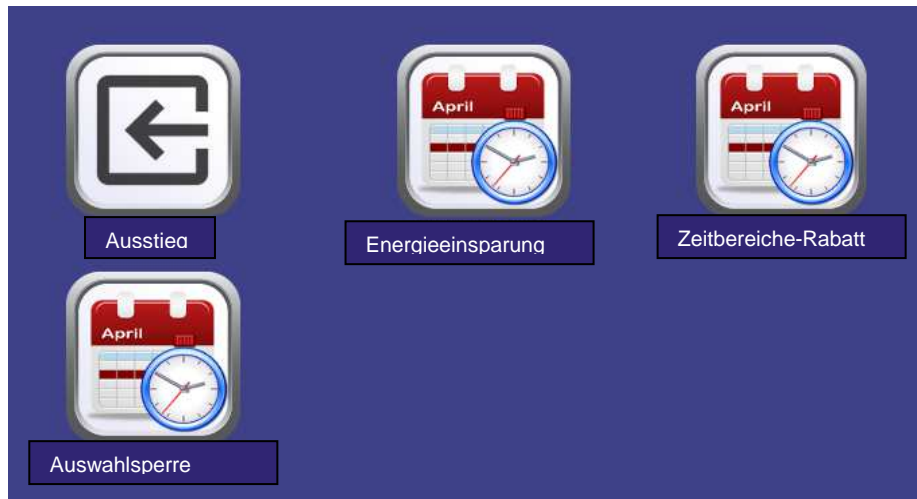 April
April
Ausstieg
Energieeinsparung
Zeitbereiche-Rabatt
April
Auswahlsperre